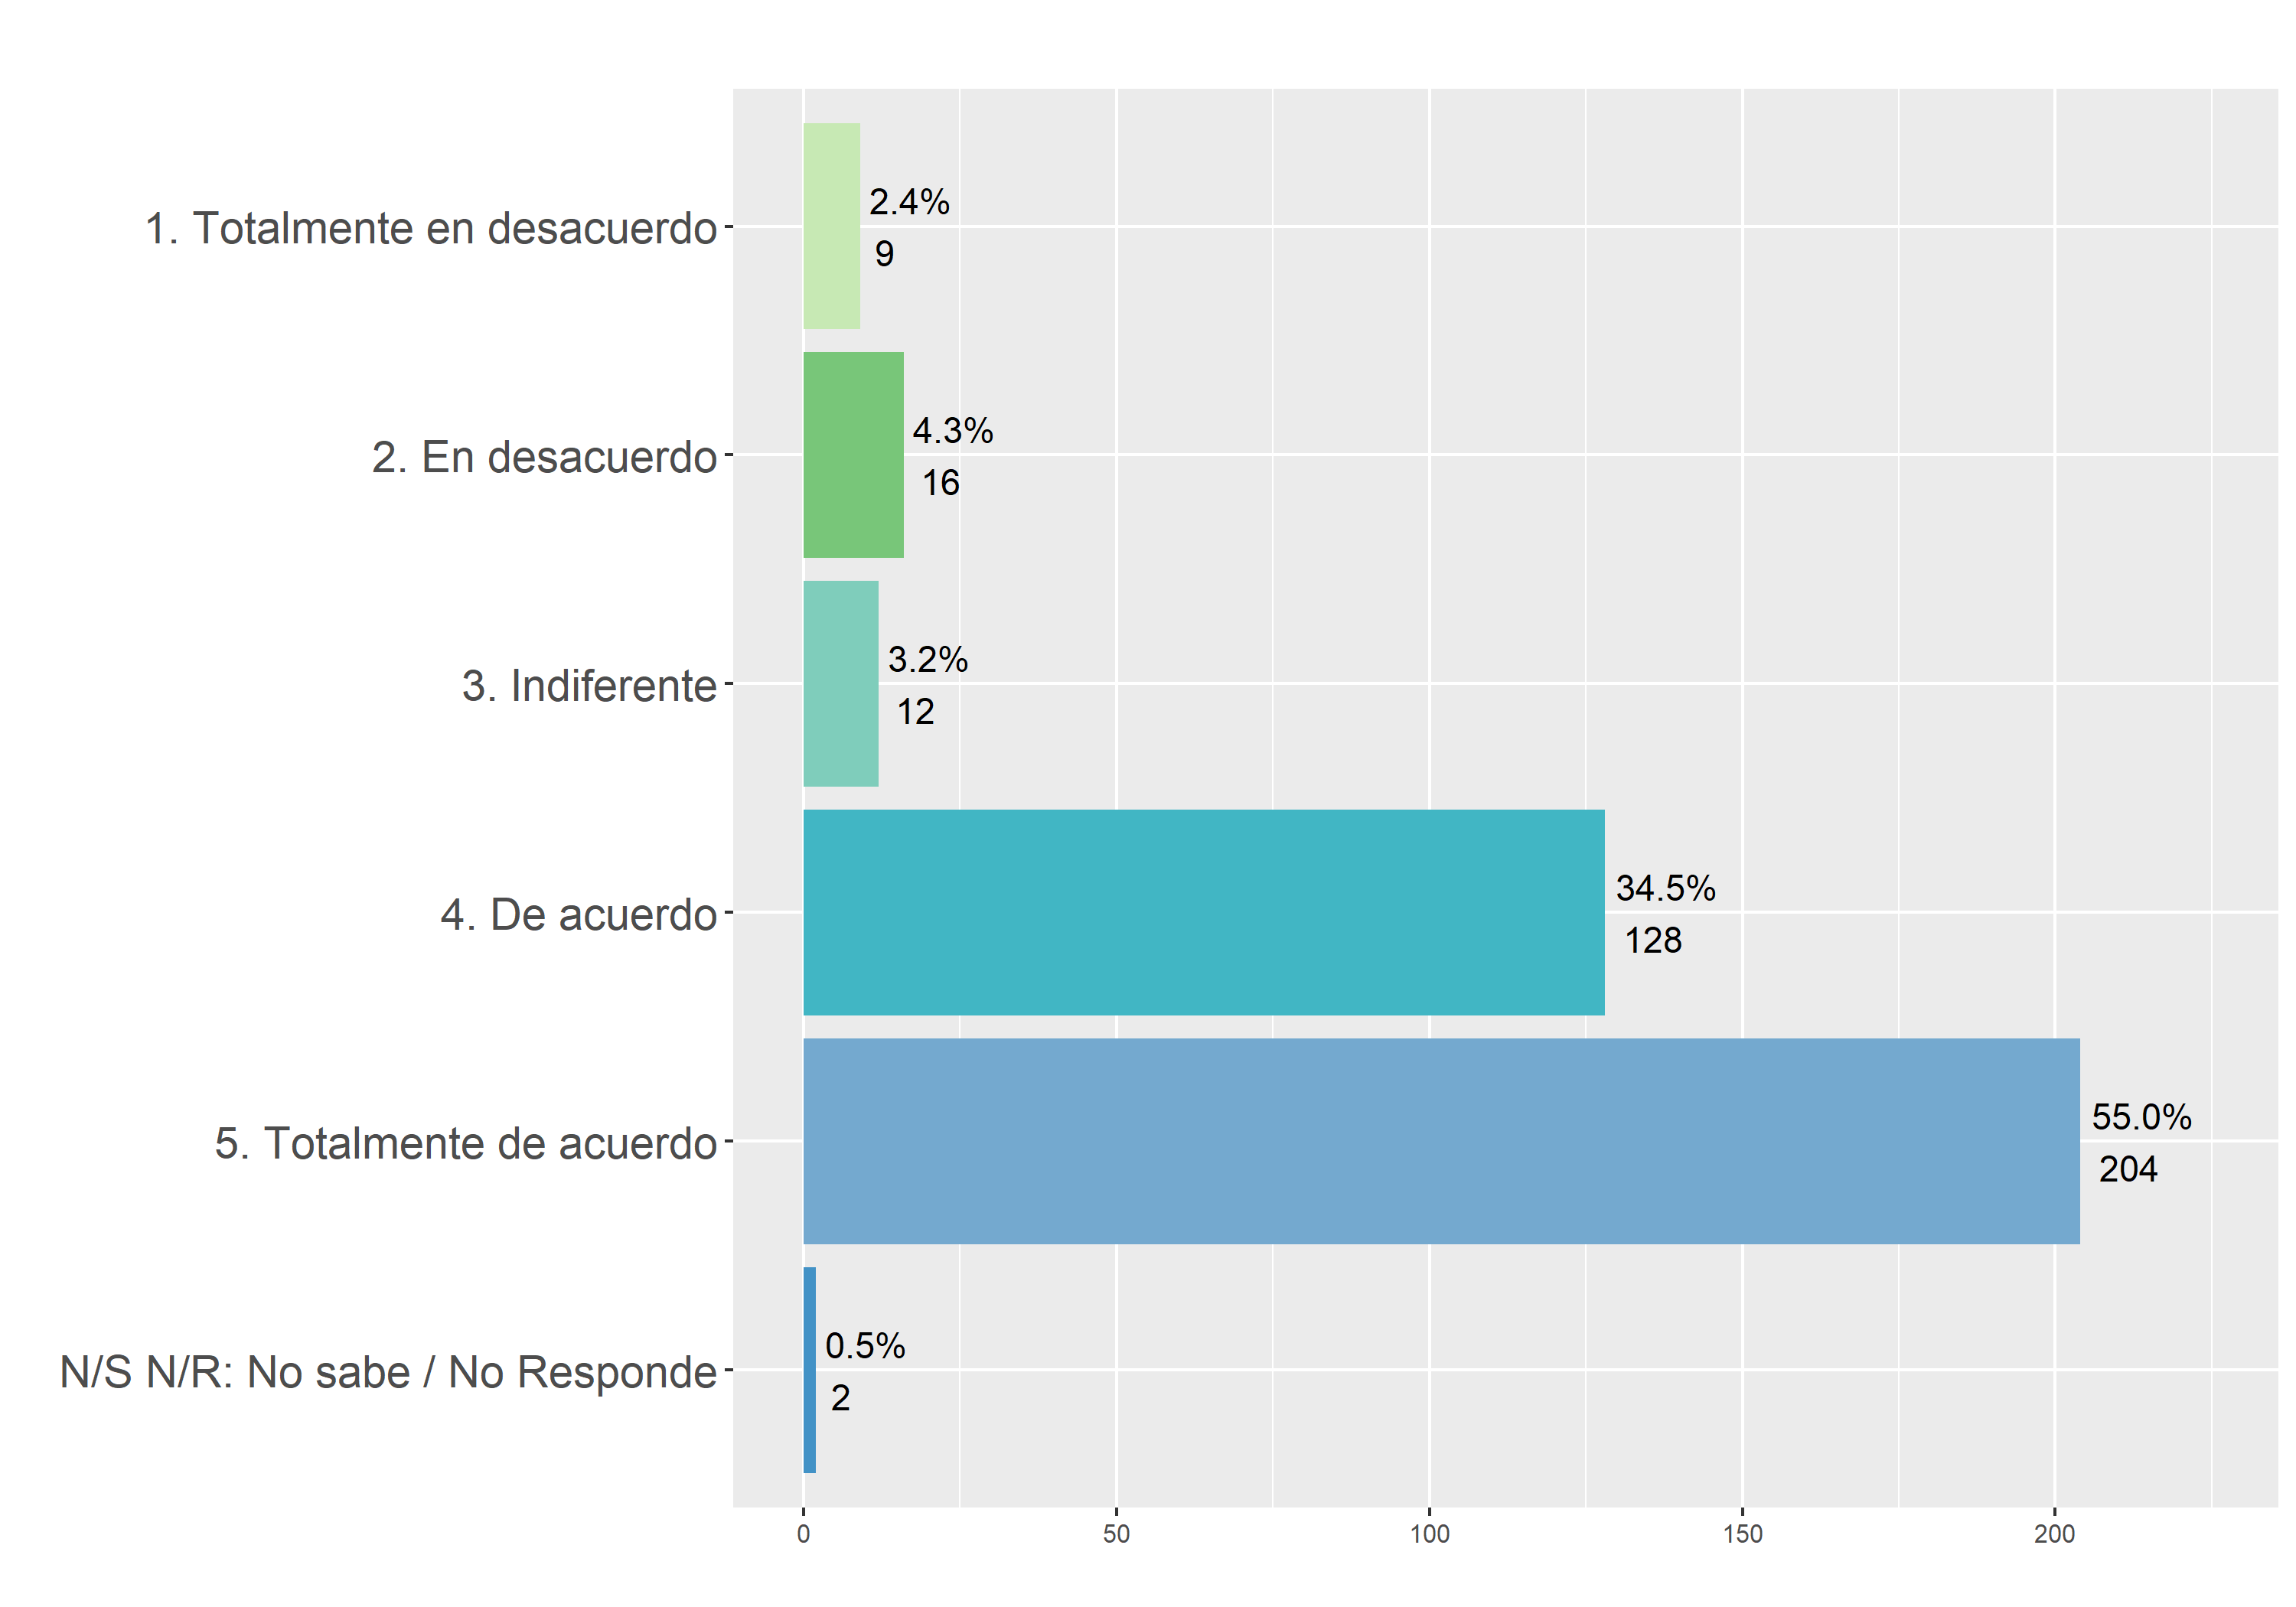 1. Totalmente en desacuerdo
2.4%
9
2. En desacuerdo
4.3%
16
3. Indiferente
3.2%
12
4. De acuerdo
34.5%
128
5. Totalmente de acuerdo
55.0%
204
N/S N/R: No sabe / No Responde
0.5%
2
0 50 100 150 200